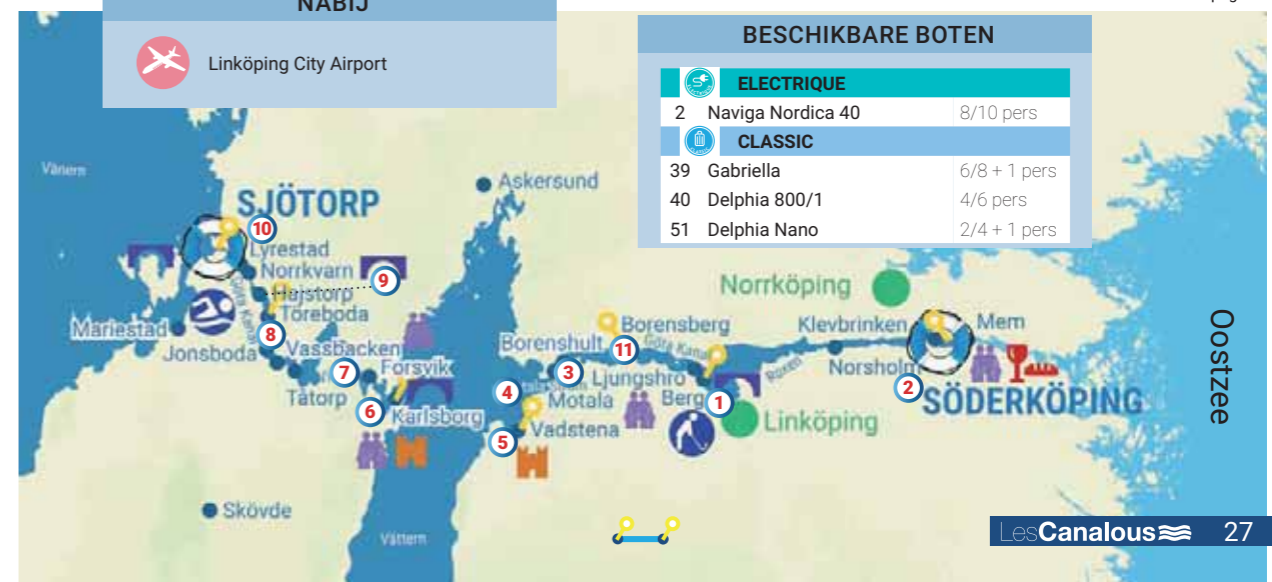 NABIJ
Linköping City Airport
BESCHIKBARE BOTEN
ELECTRIQUE
2 Naviga Nordica 40 8/10 pers
CLASSIC
39 Gabriella 6/8 + 1 pers
40 Delphia 800/1 4/6 pers
51 Delphia Nano 2/4 + 1 pers
Vänern
SJÖTORP
10
Lyrestad
Norrkvarn
9
Hajstorp
Töreboda
Mariestad
8
Jonsboda
Vassbacken
7
Forsvik
Tåtorp
6
Karlsborg
Askersund
Skövde
Vättern
Borenshult
Borensberg
11
Göta Kanal
3
Ljungshro
4
Motala
5
Vadstena
Berg
1
Roxen
Linköping
Norrköping
Klevbrinken
Norsholm
Mem
2
SÖDERKÖPING
Oostzee
LesCanalous 27